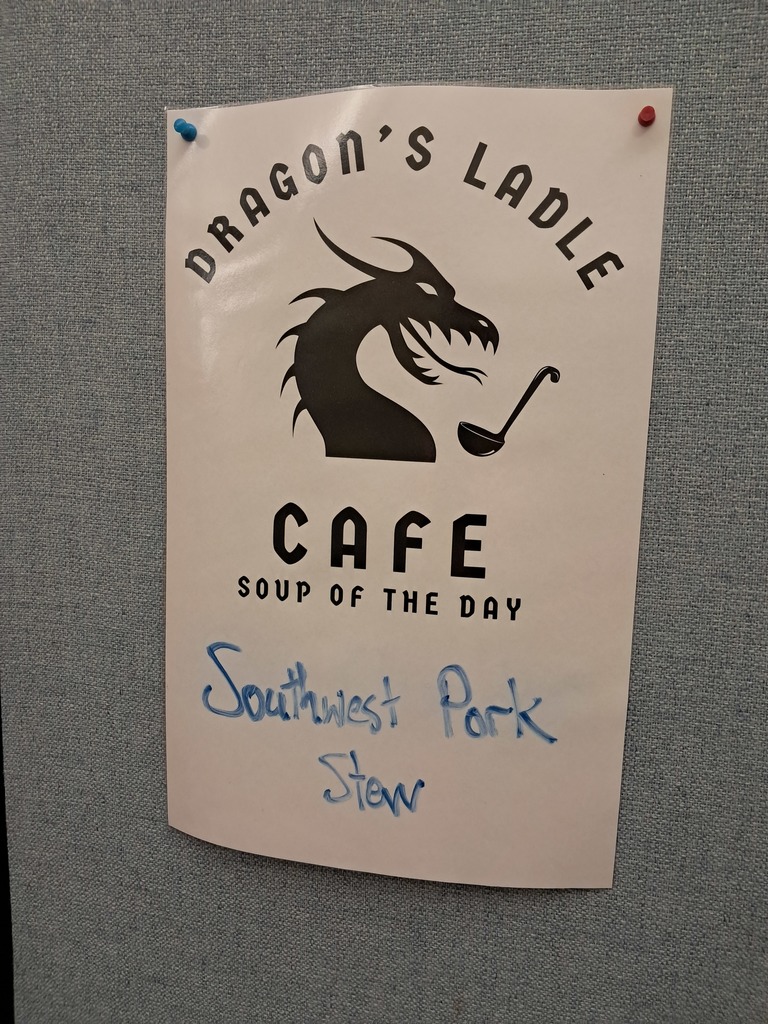 DRAGON'S LADLE
CAFE
SOUP OF THE DAY
Southwest Pork
Stew